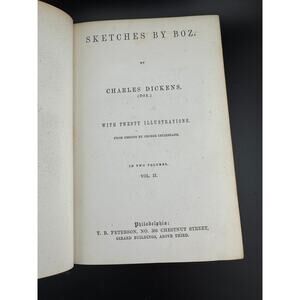 SKETCHES BY BOZ.
BY
CHARLES DICKENS.
(BOZ.)
WITH TWENTY ILLUSTRATIONS.
FROM DESIGNS BY GEORGE CRUIKSHANK.
IN TWO VOLUMES.
VOL. II.
Philadelphia:
T. B. PETERSON, NO. 306 CHESTNUT STREET,
GIRARD BUILDINGS, ABOVE THIRD.